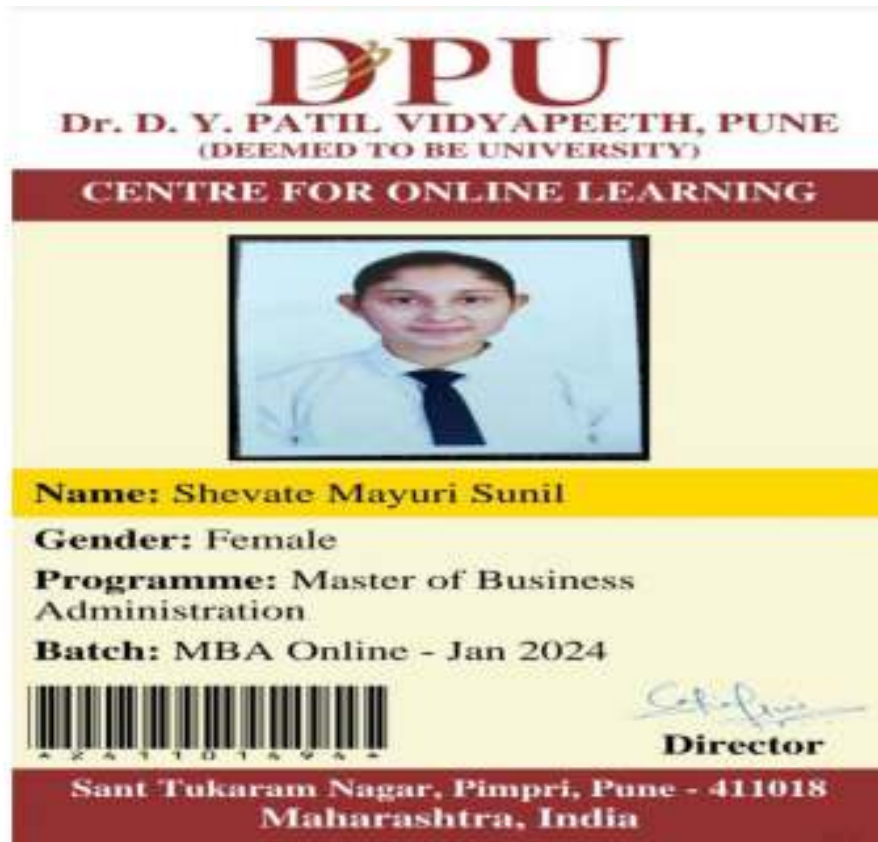 DPU
Dr. D. Y. PATIL VIDYAPEETH, PUNE
(DEEMED TO BE UNIVERSITY)
CENTRE FOR ONLINE LEARNING
Name: Shevate Mayuri Sunil
Gender: Female
Programme: Master of Business
Administration
Batch: MBA Online - Jan 2024
Director
Sant Tukaram Nagar, Pimpri, Pune - 411018
Maharashtra, India